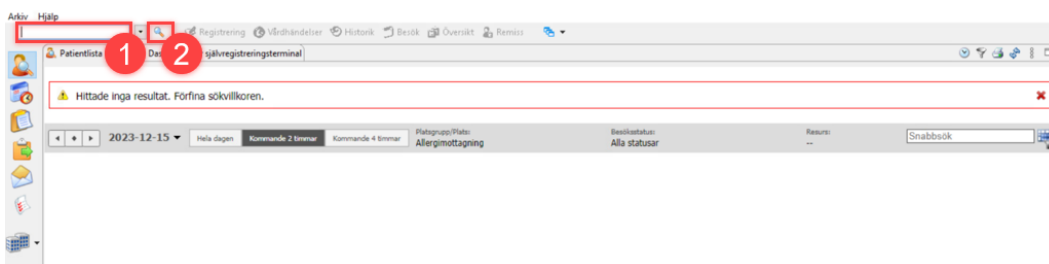 Arkiv Hjälp
Registrering Vårdhändelser Historik Besök Översikt Remiss
1 2
Patientlista självregistreringsterminal
Hittade inga resultat. Förfina sökvillkoren.
2023-12-15 Hela dagen Kommande 2 timmar Kommande 4 timmar Platsgrupp/Plats: Besöksstatus: Resurs: Snabbsök
Allergimottagning Alla statusar --